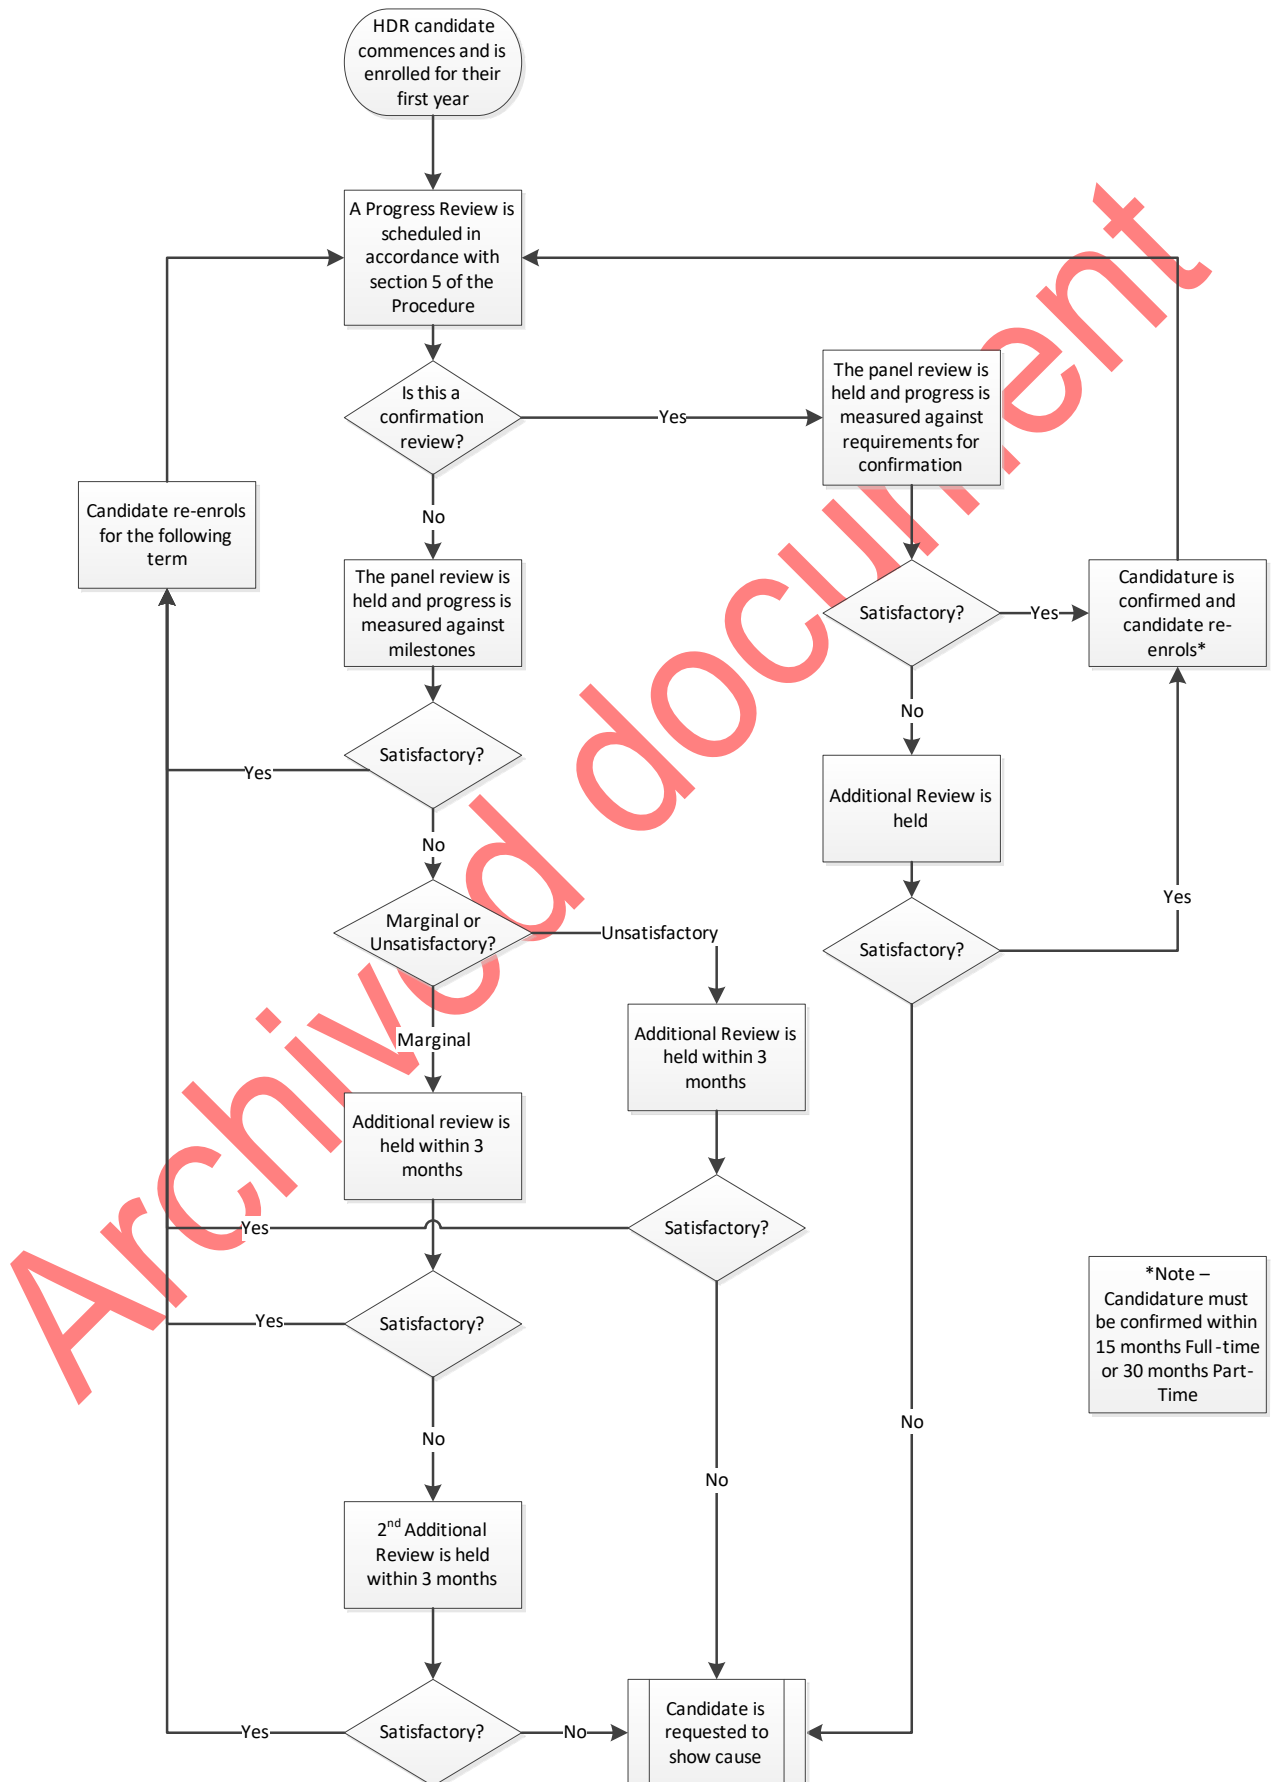 HDR candidate
commences and is
enrolled for their
first year
A Progress Review is
scheduled in
accordance with
section 5 of the
Procedure
Is this a
confirmation
review?
Yes
The panel review is
held and progress is
measured against
requirements for
confirmation
No
Candidate re-enrols
for the following
term
The panel review is
held and progress is
measured against
milestones
Satisfactory?
Yes
Candidature is
confirmed and
candidate re-
enrols*
No
Satisfactory?
Yes
No
Additional Review is
held
Marginal or
Unsatisfactory?
Unsatisfactory
Satisfactory?
Yes
Marginal
Additional Review is
held within 3
months
Additional review is
held within 3
months
Satisfactory?
Yes
Satisfactory?
Yes
*Note –
Candidature must
be confirmed within
15 months Full-time
or 30 months Part-
Time
No
No
No
2nd Additional
Review is held
within 3 months
Satisfactory?
Yes
No
Candidate is
requested to
show cause
Archived document